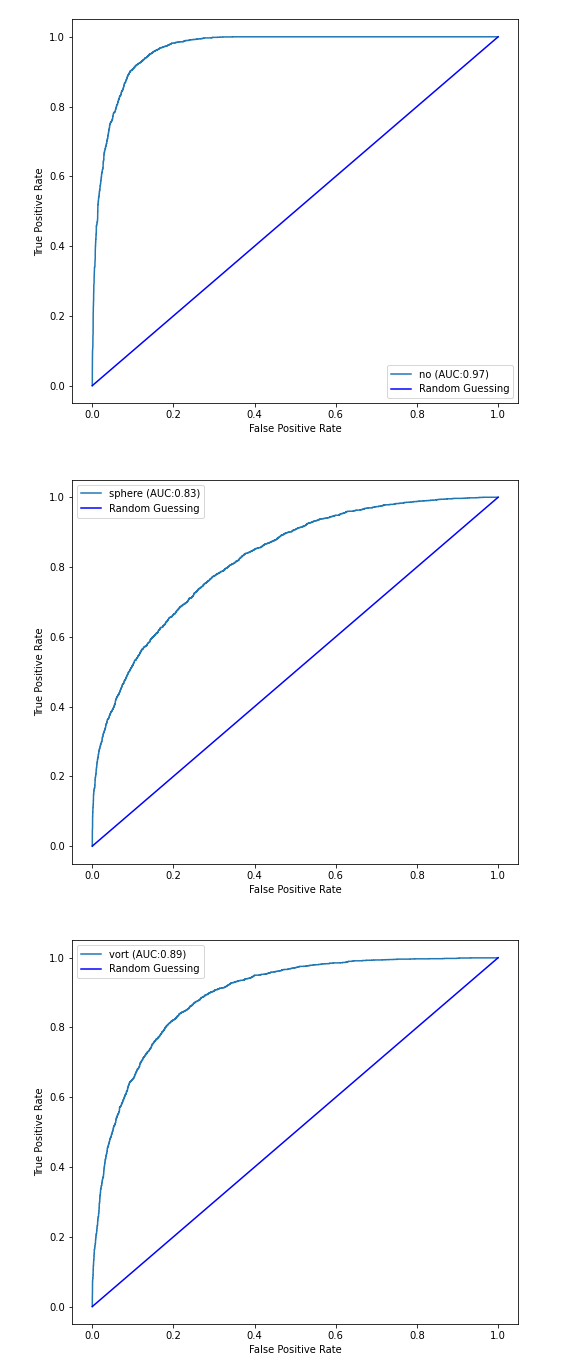 1.0
0.8
0.6
0.4
0.2
0.0
True Positive Rate
no (AUC:0.97)
Random Guessing
0.0 0.2 0.4 0.6 0.8 1.0
False Positive Rate
sphere (AUC:0.83)
Random Guessing
1.0
0.8
0.6
0.4
0.2
0.0
True Positive Rate
0.0 0.2 0.4 0.6 0.8 1.0
False Positive Rate
vort (AUC:0.89)
Random Guessing
1.0
0.8
0.6
0.4
0.2
0.0
True Positive Rate
0.0 0.2 0.4 0.6 0.8 1.0
False Positive Rate